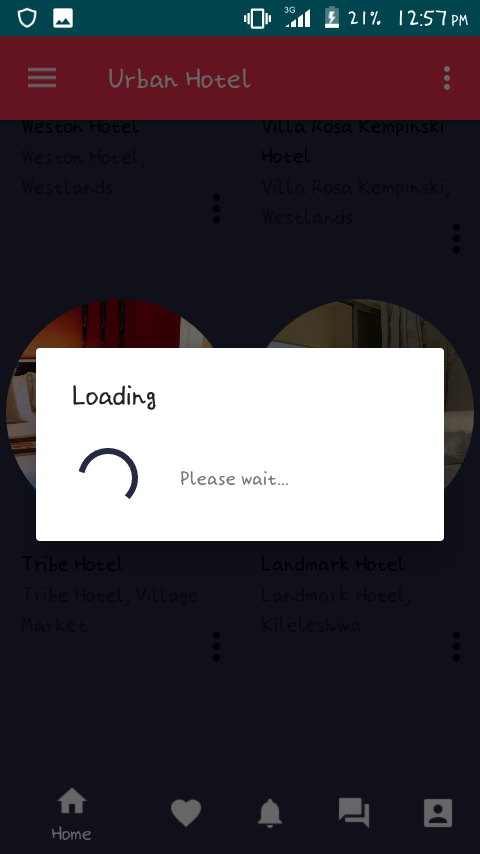 3G 21% 12:57 PM
Urban Hotel
Weston Hotel
Weston Hotel,
Westlands
Villa Rosa Kempinski
Hotel
Villa Rosa Kempinski,
Westlands
Loading
Please wait...
Tribe Hotel
Tribe Hotel, Village
Market
Landmark Hotel
Landmark Hotel,
Kileleshwa
Home